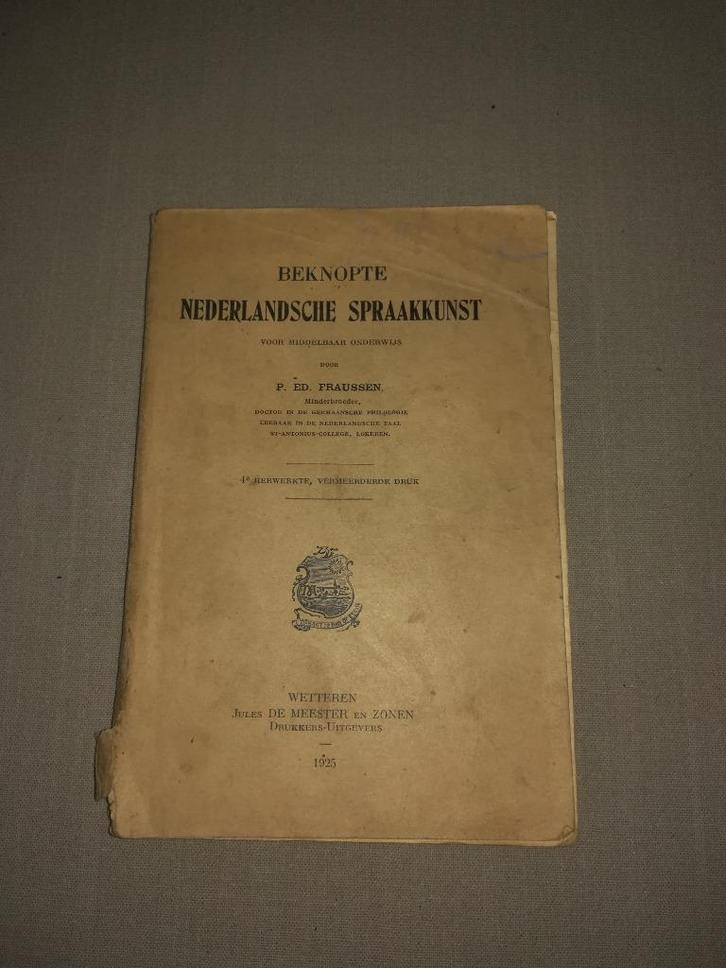 BEKNOPTE
NEDERLANDSCHE SPRAAKKUNST
VOOR MIDDELBAAR ONDERWIJS
DOOR
P. ED. FRAUSSEN,
Minderbroeder,
DOCTOR IN DE GERMAANSCHE PHILOLOGIE
LEERAAR IN DE NEDERLANDSCHE TAAL
ST-ANTONIUS-COLLEGE, LOKEREN.
4e HERWERKTE, VERMEERDERDE DRUK
WETTEREN
JULES DE MEESTER EN ZONEN
DRUKKERS-UITGEVERS
1925